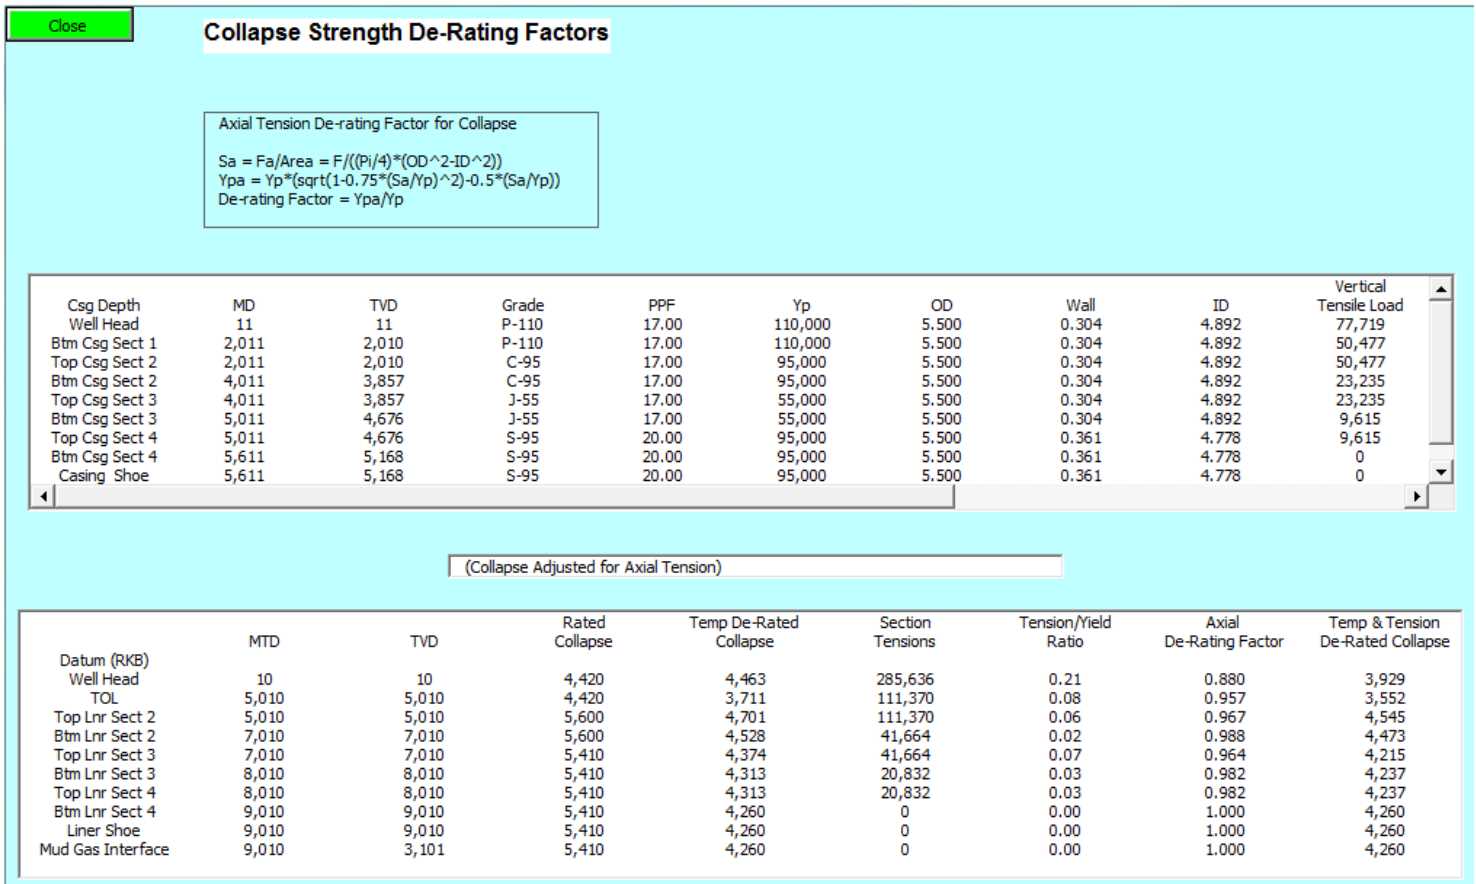 Close
Collapse Strength De-Rating Factors
Axial Tension De-rating Factor for Collapse
Sa = Fa/Area = F/((Pi/4)*(OD^2-ID^2))
Ypa = Yp*(sqrt(1-0.75*(Sa/Yp)^2)-0.5*(Sa/Yp))
De-rating Factor = Ypa/Yp
Vertical
Csg Depth MD TVD Grade PPF Yp OD Wall ID Tensile Load
Well Head 11 11 P-110 17.00 110,000 5.500 0.304 4.892 77,719
Btm Csg Sect 1 2,011 2,010 P-110 17.00 110,000 5.500 0.304 4.892 50,477
Top Csg Sect 2 2,011 2,010 C-95 17.00 95,000 5.500 0.304 4.892 50,477
Btm Csg Sect 2 4,011 3,857 C-95 17.00 95,000 5.500 0.304 4.892 23,235
Top Csg Sect 3 4,011 3,857 J-55 17.00 55,000 5.500 0.304 4.892 23,235
Btm Csg Sect 3 5,011 4,676 J-55 17.00 55,000 5.500 0.304 4.892 9,615
Top Csg Sect 4 5,011 4,676 S-95 20.00 95,000 5.500 0.361 4.778 9,615
Btm Csg Sect 4 5,611 5,168 S-95 20.00 95,000 5.500 0.361 4.778 0
Casing Shoe 5,611 5,168 S-95 20.00 95,000 5.500 0.361 4.778 0
(Collapse Adjusted for Axial Tension)
Rated Temp De-Rated Section Tension/Yield Axial Temp & Tension
MTD TVD Collapse Collapse Tensions Ratio De-Rating Factor De-Rated Collapse
Datum (RKB)
Well Head 10 10 4,420 4,463 285,636 0.21 0.880 3,929
TOL 5,010 5,010 4,420 3,711 111,370 0.08 0.957 3,552
Top Lnr Sect 2 5,010 5,010 5,600 4,701 111,370 0.06 0.967 4,545
Btm Lnr Sect 2 7,010 7,010 5,600 4,528 41,664 0.02 0.988 4,473
Top Lnr Sect 3 7,010 7,010 5,410 4,374 41,664 0.07 0.964 4,215
Btm Lnr Sect 3 8,010 8,010 5,410 4,313 20,832 0.03 0.982 4,237
Top Lnr Sect 4 8,010 8,010 5,410 4,313 20,832 0.03 0.982 4,237
Btm Lnr Sect 4 9,010 9,010 5,410 4,260 0 0.00 1.000 4,260
Liner Shoe 9,010 9,010 5,410 4,260 0 0.00 1.000 4,260
Mud Gas Interface 9,010 3,101 5,410 4,260 0 0.00 1.000 4,260